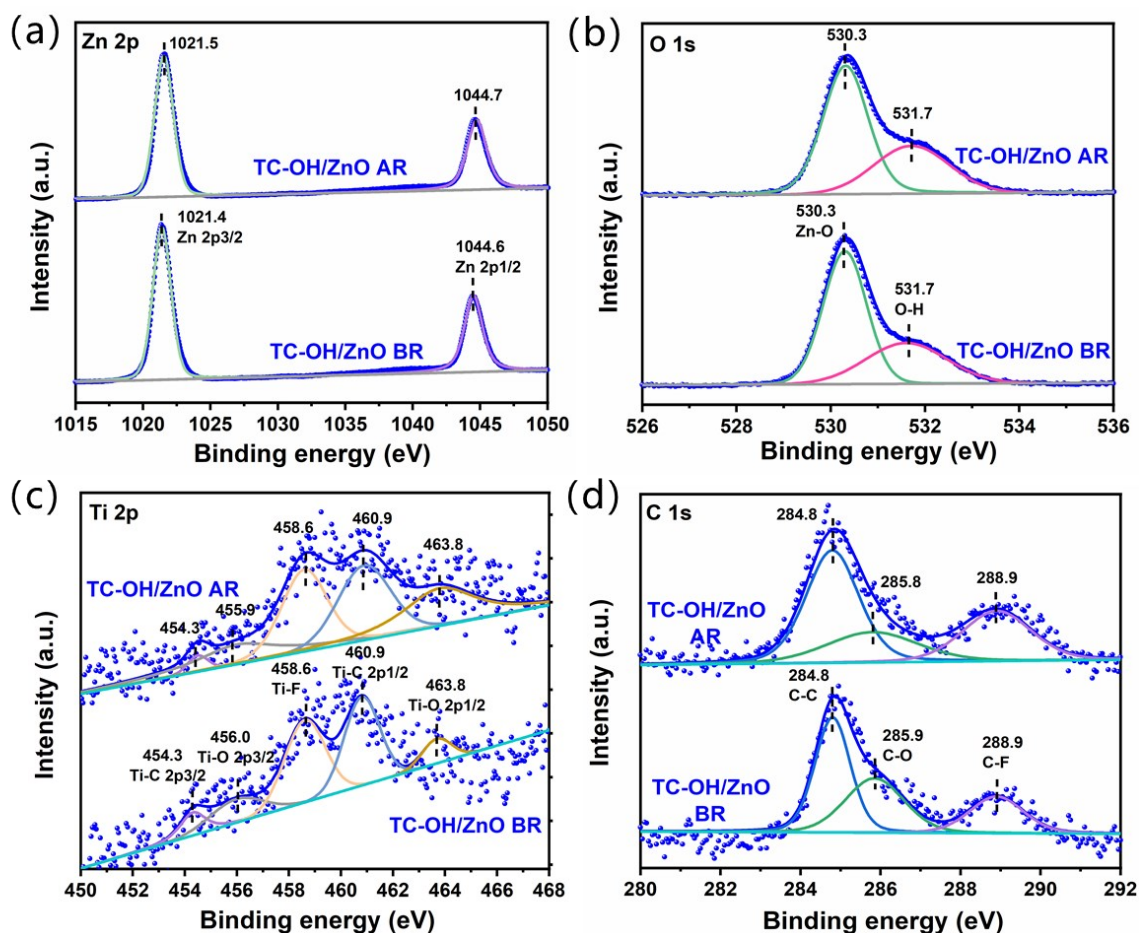 (a)
Zn 2p
1021.5
1044.7
TC-OH/ZnO AR
1021.4
Zn 2p3/2
1044.6
Zn 2p1/2
TC-OH/ZnO BR
Intensity (a.u.)
1015 1020 1025 1030 1035 1040 1045 1050
Binding energy (eV)
(b)
O 1s
530.3
531.7
TC-OH/ZnO AR
530.3
Zn-O
531.7
O-H
TC-OH/ZnO BR
Intensity (a.u.)
526 528 530 532 534 536
Binding energy (eV)
(c)
Ti 2p
458.6
460.9
463.8
TC-OH/ZnO AR
454.3
455.9
460.9
Ti-C 2p1/2
458.6
Ti-F
463.8
Ti-O 2p1/2
456.0
Ti-O 2p3/2
454.3
Ti-C 2p3/2
TC-OH/ZnO BR
Intensity (a.u.)
450 452 454 456 458 460 462 464 466 468
Binding energy (eV)
(d)
C 1s
284.8
285.8
288.9
TC-OH/ZnO
AR
284.8
C-C
285.9
C-O
288.9
C-F
TC-OH/ZnO
BR
Intensity (a.u.)
280 282 284 286 288 290 292
Binding energy (eV)